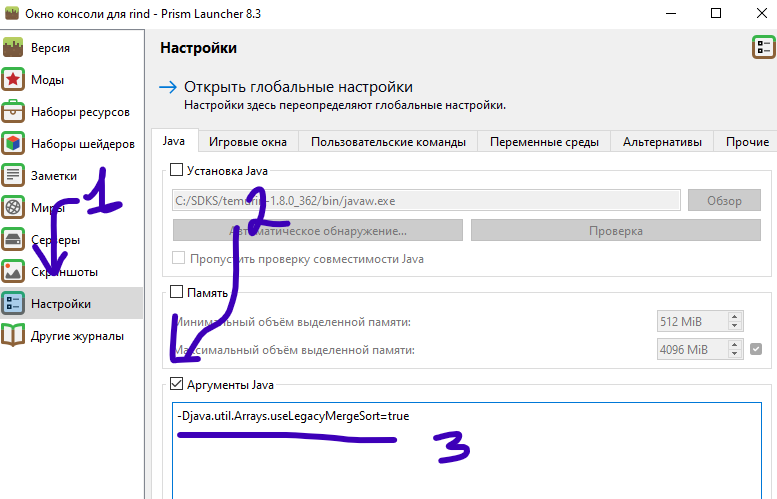 Окно консоли для rind - Prism Launcher 8.3
Версия
Моды
Наборы ресурсов
Наборы шейдеров
Заметки
Миры
Серверы
Скриншоты
Настройки
Другие журналы
Настройки
Открыть глобальные настройки
Настройки здесь переопределяют глобальные настройки.
Java Игровые окна Пользовательские команды Переменные среды Альтернативы Прочие
Установка Java
C:/SDKS/temurin-1.8.0_362/bin/javaw.exe Обзор
Автоматическое обнаружение... Проверка
Пропустить проверку совместимости Java
Память
Минимальный объём выделенной памяти: 512 MiB
Максимальный объём выделенной памяти: 4096 MiB
Аргументы Java
-Djava.util.Arrays.useLegacyMergeSort=true
1
2
3